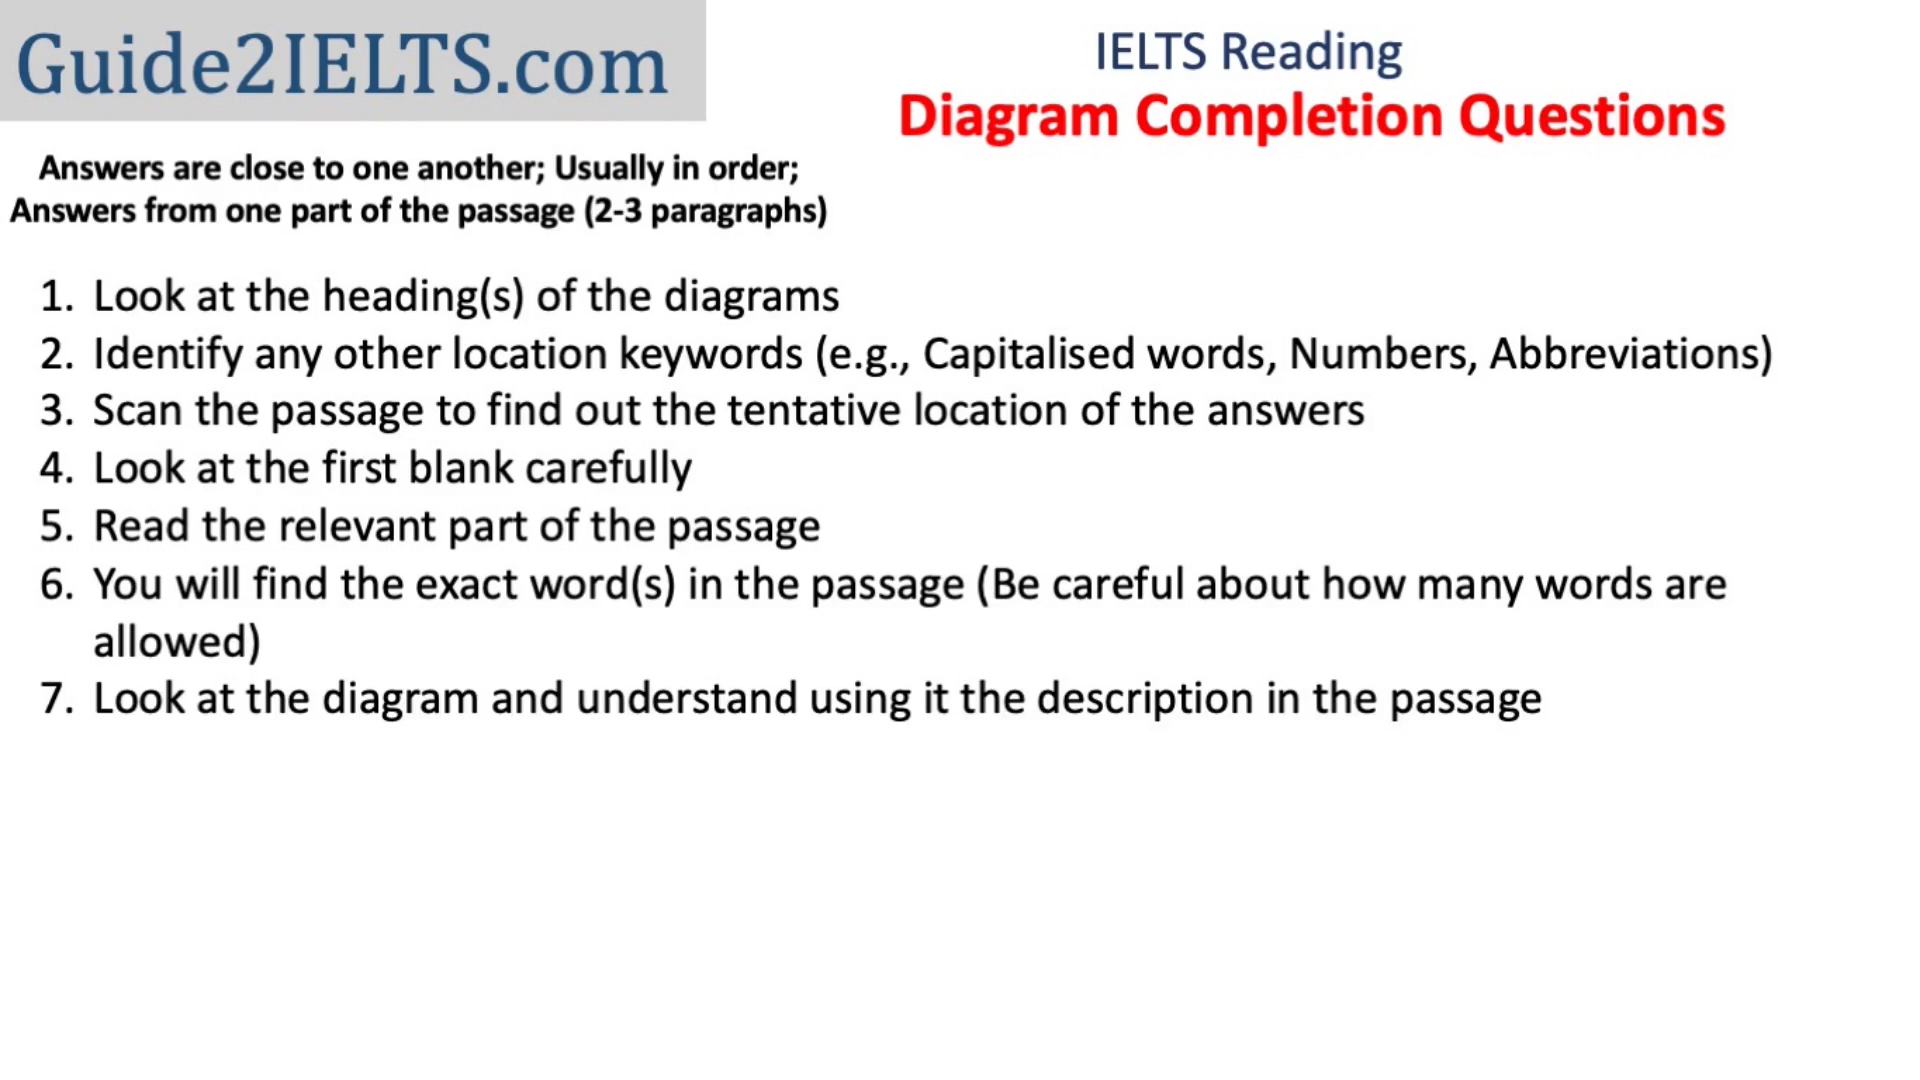 Guide2IELTS.com
IELTS Reading
Diagram Completion Questions
Answers are close to one another; Usually in order;
Answers from one part of the passage (2-3 paragraphs)
1. Look at the heading(s) of the diagrams
2. Identify any other location keywords (e.g., Capitalised words, Numbers, Abbreviations)
3. Scan the passage to find out the tentative location of the answers
4. Look at the first blank carefully
5. Read the relevant part of the passage
6. You will find the exact word(s) in the passage (Be careful about how many words are
allowed)
7. Look at the diagram and understand using it the description in the passage